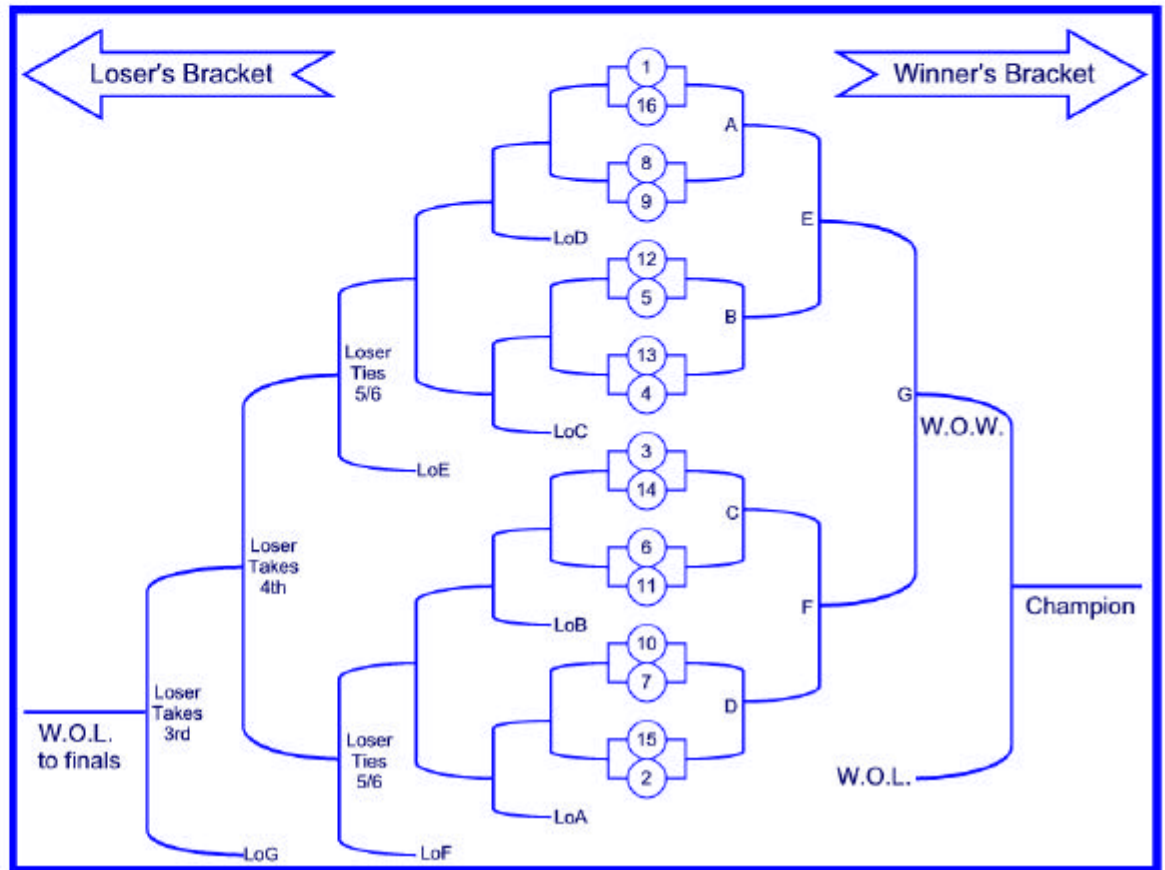 Loser's Bracket
Winner's Bracket
1
16
A
8
9
E
LoD
12
5
B
Loser
Ties
5/6
13
4
G
W.O.W.
LoC
LoE
3
14
C
Loser
Takes
4th
6
11
F
Champion
LoB
10
7
D
Loser
Takes
3rd
W.O.L.
to finals
Loser
Ties
5/6
15
2
W.O.L.
LoA
LoG
LoF